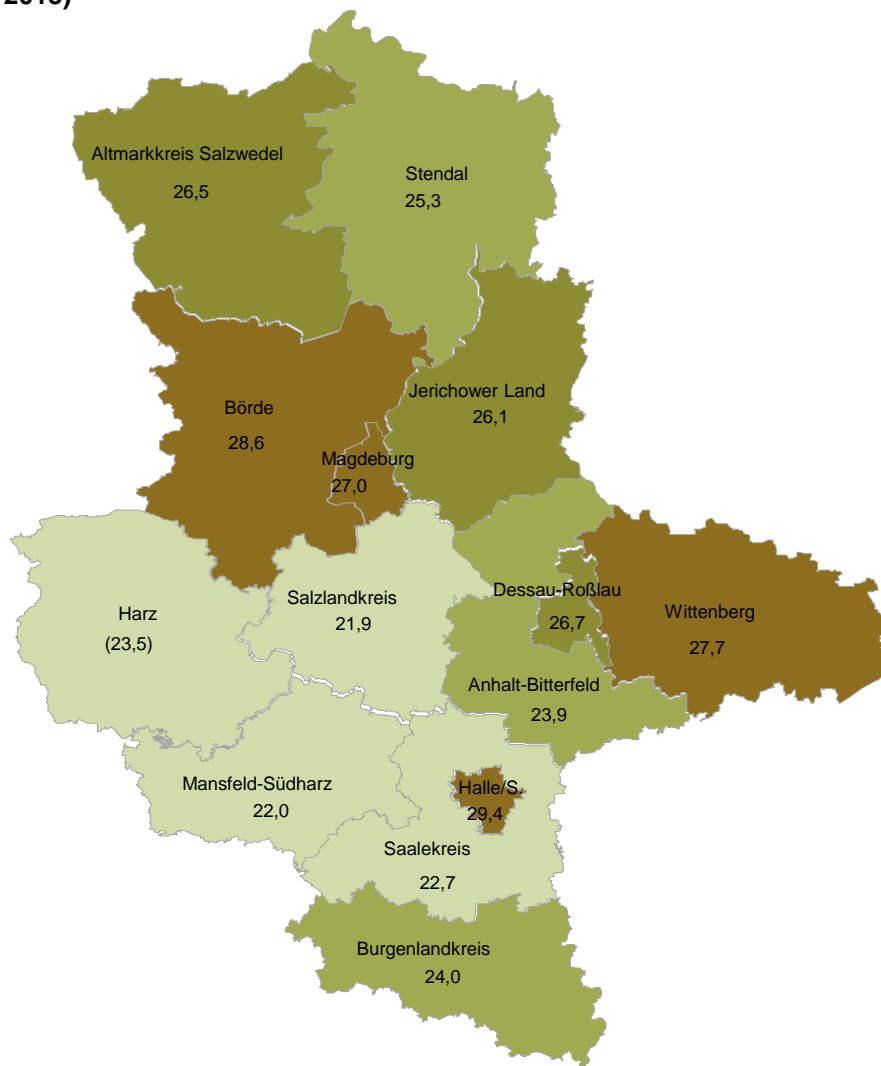 2015)
Altmarkkreis Salzwedel
26,5
Stendal
25,3
Jerichower Land
26,1
Börde
28,6
Magdeburg
27,0
Dessau-Roßlau
26,7
Wittenberg
27,7
Harz
(23,5)
Salzlandkreis
21,9
Anhalt-Bitterfeld
23,9
Mansfeld-Südharz
22,0
Halle/S.
29,4
Saalekreis
22,7
Burgenlandkreis
24,0